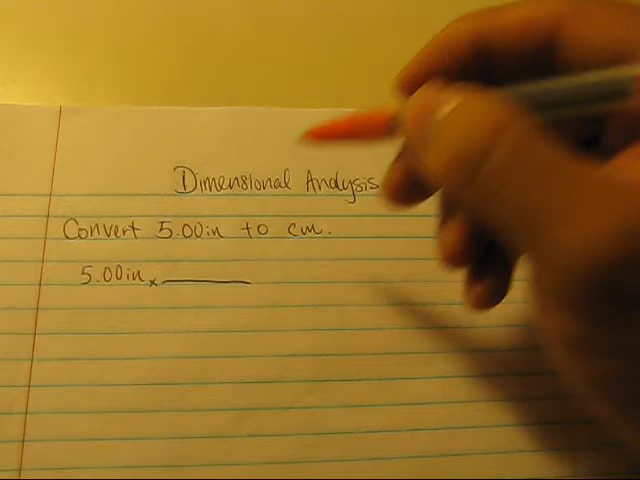 Dimensional Analysis
Convert 5.00in to cm.
5.00in x